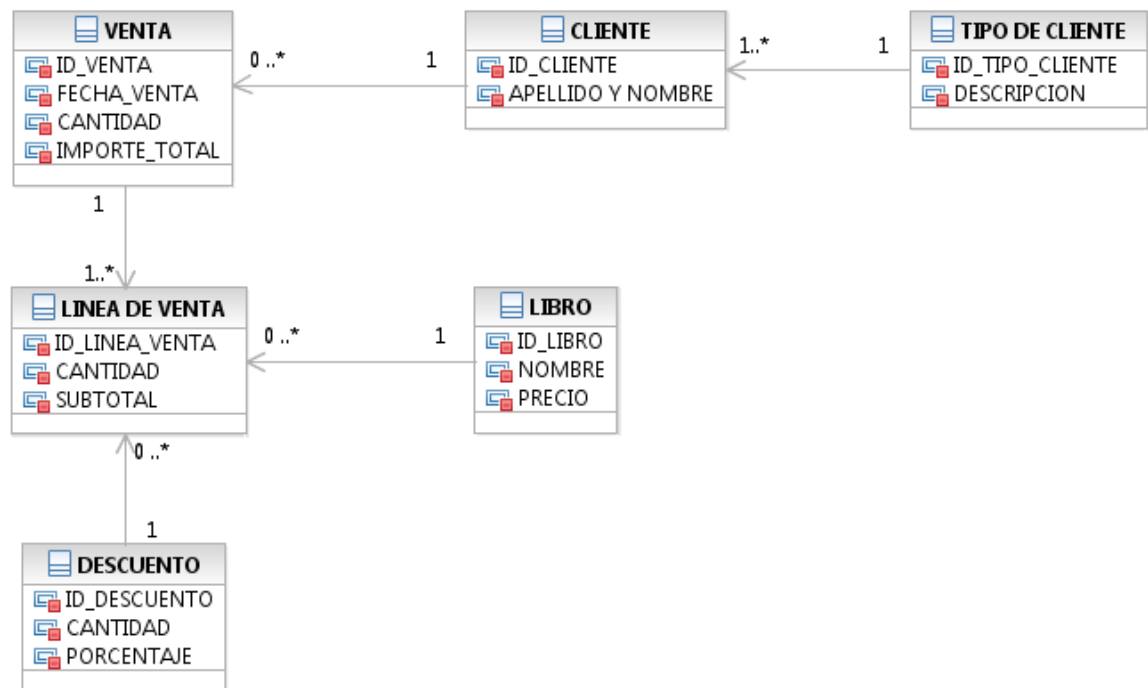 VENTA
ID_VENTA
FECHA_VENTA
CANTIDAD
IMPORTE_TOTAL
0 ..*
1
CLIENTE
ID_CLIENTE
APELLIDO Y NOMBRE
1..*
1
TIPO DE CLIENTE
ID_TIPO_CLIENTE
DESCRIPCION
1
1..*
LINEA DE VENTA
ID_LINEA_VENTA
CANTIDAD
SUBTOTAL
0 ..*
1
LIBRO
ID_LIBRO
NOMBRE
PRECIO
0 ..*
1
DESCUENTO
ID_DESCUENTO
CANTIDAD
PORCENTAJE